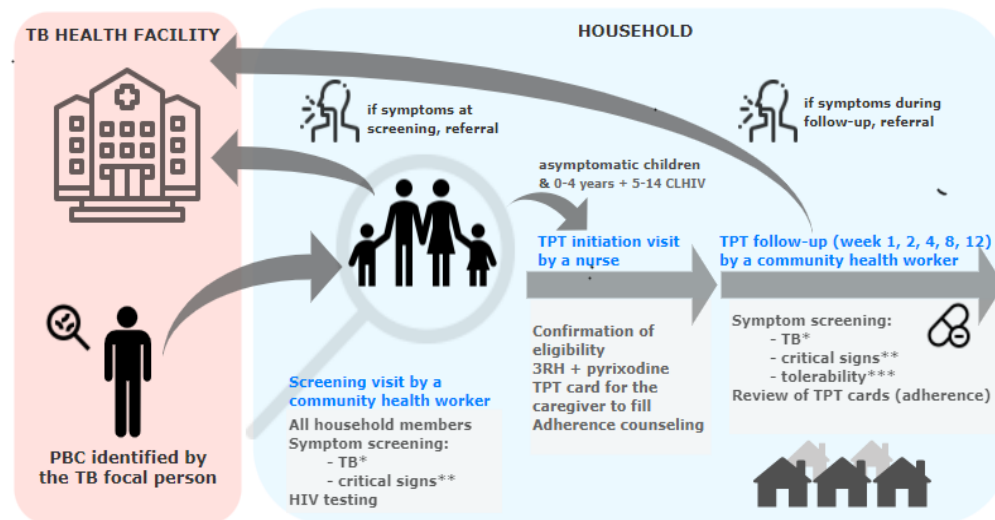 TB HEALTH FACILITY
HOUSEHOLD
if symptoms at
screening, referral
if symptoms during
follow-up, referral
asymptomatic children
& 0-4 years + 5-14 CLHIV
TPT initiation visit
by a nurse
TPT follow-up (week 1, 2, 4, 8, 12)
by a community health worker
Confirmation of
eligibility
3RH + pyrixodine
TPT card for the
caregiver to fill
Adherence counseling
Symptom screening:
- TB*
- critical signs**
- tolerability***
Review of TPT cards (adherence)
Screening visit by a
community health worker
All household members
Symptom screening:
- TB*
- critical signs**
HIV testing
PBC identified by
the TB focal person